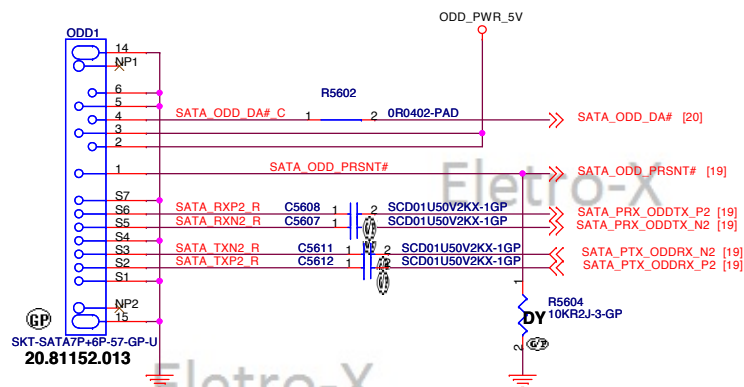 ODD_PWR_5V
ODD1
14
NP1
6
5
SATA_ODD_DA#_C
R5602
4
1
2
0R0402-PAD
SATA_ODD_DA# [20]
3
2
1
SATA_ODD_PRSNT#
SATA_ODD_PRSNT# [19]
Eletro-X
S7
S6
SATA_RXP2_R
C5608
1
2
SCD01U50V2KX-1GP
SATA_PRX_ODDTX_P2 [19]
S5
SATA_RXN2_R
C5607
1
2
SCD01U50V2KX-1GP
SATA_PRX_ODDTX_N2 [19]
S4
S3
SATA_TXN2_R
C5611
1
2
SCD01U50V2KX-1GP
SATA_PTX_ODDRX_N2 [19]
S2
SATA_TXP2_R
C5612
1
2
SCD01U50V2KX-1GP
SATA_PTX_ODDRX_P2 [19]
S1
1
R5604
NP2
DY
10KR2J-3-GP
GP
15
2
GP
SKT-SATA7P+6P-57-GP-U
20.81152.013
Eletro-X